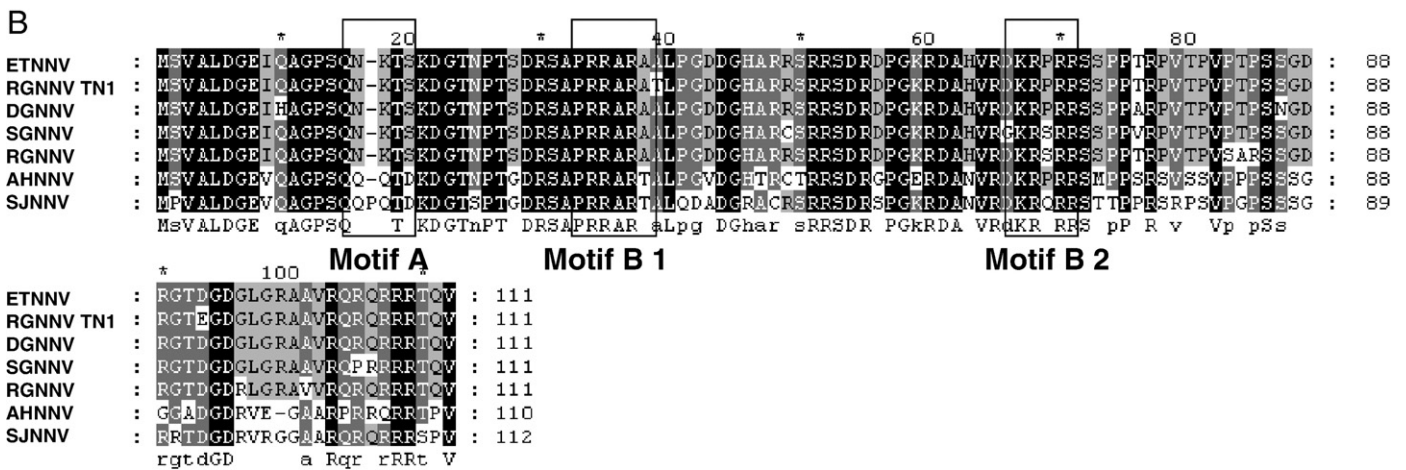 B
* 20 * 40 * 60 * 80
ETNNV : MSVALDGEIQAGPSQN-KTSKDGTNPTSDRSAPRRARAALPGDDGHARRSRRSDRDPGKRDAHVRDKRPRRSSPPTRPVTPVPTPSSGD : 88
RGNNV TN1 : MSVALDGEIQAGPSQN-KTSKDGTNPTSDRSAPRRARATLPGDDGHARRSRRSDRDPGKRDAHVRDKRPRRSSPPTRPVTPVPTPSSGD : 88
DGNNV : MSVALDGEIHAGPSQN-KTSKDGTNPTSDRSAPRRARAALPGDDGHARRSRRSDRDPGKRDAHVRDKRPRRSSPPARPVTPVPTPSNGD : 88
SGNNV : MSVALDGEIQAGPSQN-KTSKDGTNPTSDRSAPRRARAALPGDDGHARCSRRSDRDPGKRDAHVRGKRSRRSSPPVRPVTPVPTPSSGD : 88
RGNNV : MSVALDGEIQAGPSQN-KTSKDGTNPTSDRSAPRRARAALPGDDGHARRSRRSDRDPGKRDAHVRDKRSRRSSPPTRPVTPVSARSSGD : 88
AHNNV : MSVALDGEVQAGPSQQ-QTDKDGTNPTGDRSAPRRARTALPGVDGHTRCTRRSDRGPGERDANVRDKRPRRSMPPSRSVSSVPPPSSSG : 88
SJNNV : MPVALDGEVQAGPSQQPQTDKDGTSPTGDRSAPRRARTALQDADGRACRSRRSDRDPGKRDANVRDKRQRRSTTPPRSRPSVPGPSSSG : 89
MsVALDGE qAGPSQ T KDGTnPT DRSAPRRAR aLpg DGhar sRRSDR PGkRDA VRdKR RRS pP R v Vp pSs
Motif A Motif B 1 Motif B 2
* 100 *
ETNNV : RGTDGDGLGRAAVRQRQRRRTQV : 111
RGNNV TN1 : RGTEGDGLGRAAVRQRQRRRTQV : 111
DGNNV : RGTDGDGLGRAAVRQRQRRRTQV : 111
SGNNV : RGTDGDGLGRAAVRQPRRRRTQV : 111
RGNNV : RGTDGDRLGRAVVRQRQRRRTQV : 111
AHNNV : GGADGDRVE-GAARPRRQRRTPV : 110
SJNNV : RRTDGDRVRGGAARQRQRRRSPV : 112
rgtdGD a Rqr rRRt V